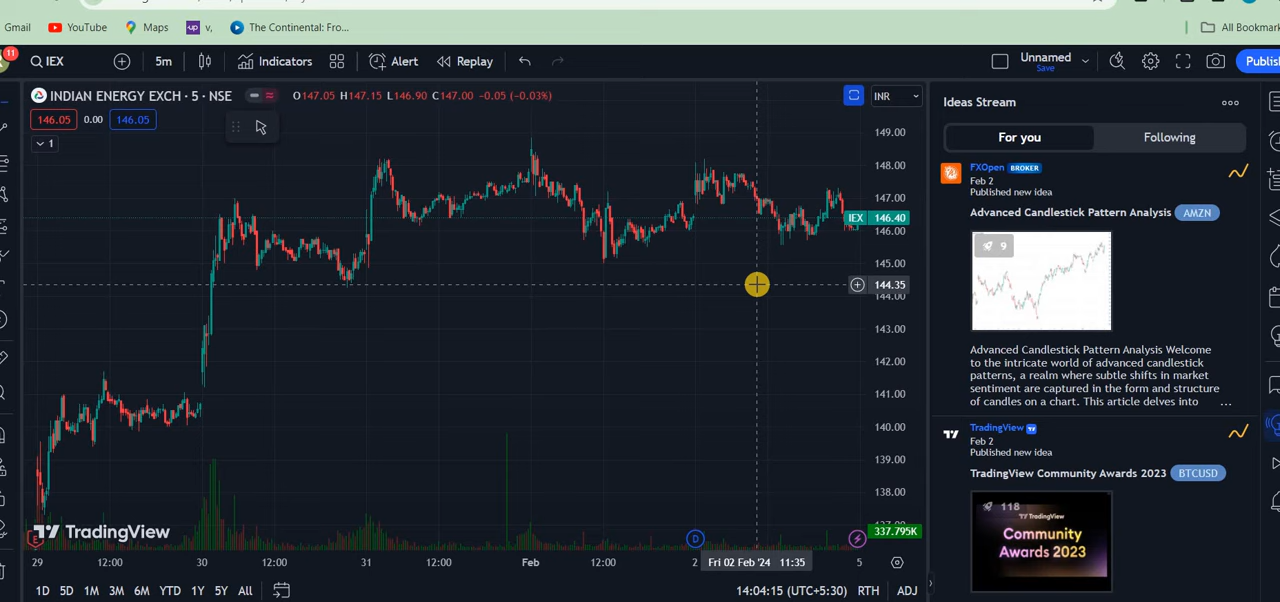 Gmail YouTube Maps up v, The Continental: Fro... All Bookmar
11 IEX 5m Indicators Alert Replay Unnamed Save Publis
INDIAN ENERGY EXCH · 5 · NSE O147.05 H147.15 L146.90 C147.00 -0.05 (-0.03%) INR
146.05 0.00 146.05
1
149.00
148.00
147.00
IEX 146.40
146.00
145.00
144.35
144.00
143.00
142.00
141.00
140.00
139.00
138.00
337.795K
TradingView
E D
29 12:00 30 12:00 31 12:00 Feb 12:00 2 Fri 02 Feb '24 11:35 5
1D 5D 1M 3M 6M YTD 1Y 5Y All 14:04:15 (UTC+5:30) RTH ADJ
Ideas Stream
For you Following
FXOpen BROKER
Feb 2
Published new idea
Advanced Candlestick Pattern Analysis AMZN
9
Advanced Candlestick Pattern Analysis Welcome
to the intricate world of advanced candlestick
patterns, a realm where subtle shifts in market
sentiment are captured in the form and structure
of candles on a chart. This article delves into ...
TradingView
Feb 2
Published new idea
TradingView Community Awards 2023 BTCUSD
118
TradingView
Community
Awards 2023